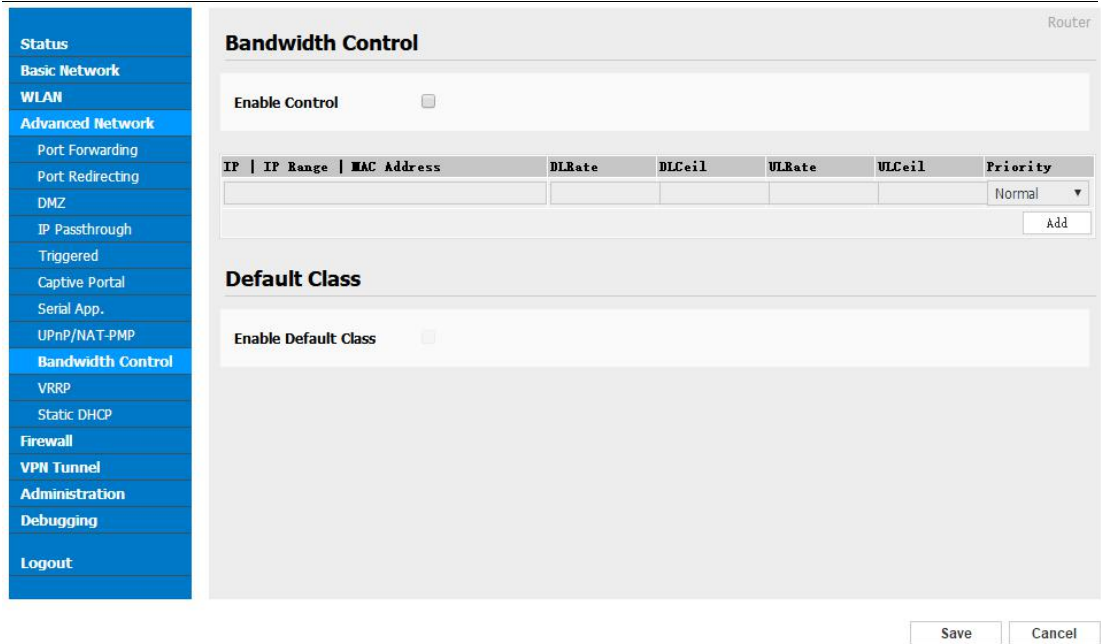 Router
Status
Basic Network
WLAN
Advanced Network
Port Forwarding
Port Redirecting
DMZ
IP Passthrough
Triggered
Captive Portal
Serial App.
UPnP/NAT-PMP
Bandwidth Control
VRRP
Static DHCP
Firewall
VPN Tunnel
Administration
Debugging
Logout
Bandwidth Control
Enable Control
IP | IP Range | MAC Address DLRate DLCeil ULRate ULCeil Priority
Normal
Add
Default Class
Enable Default Class
Save Cancel